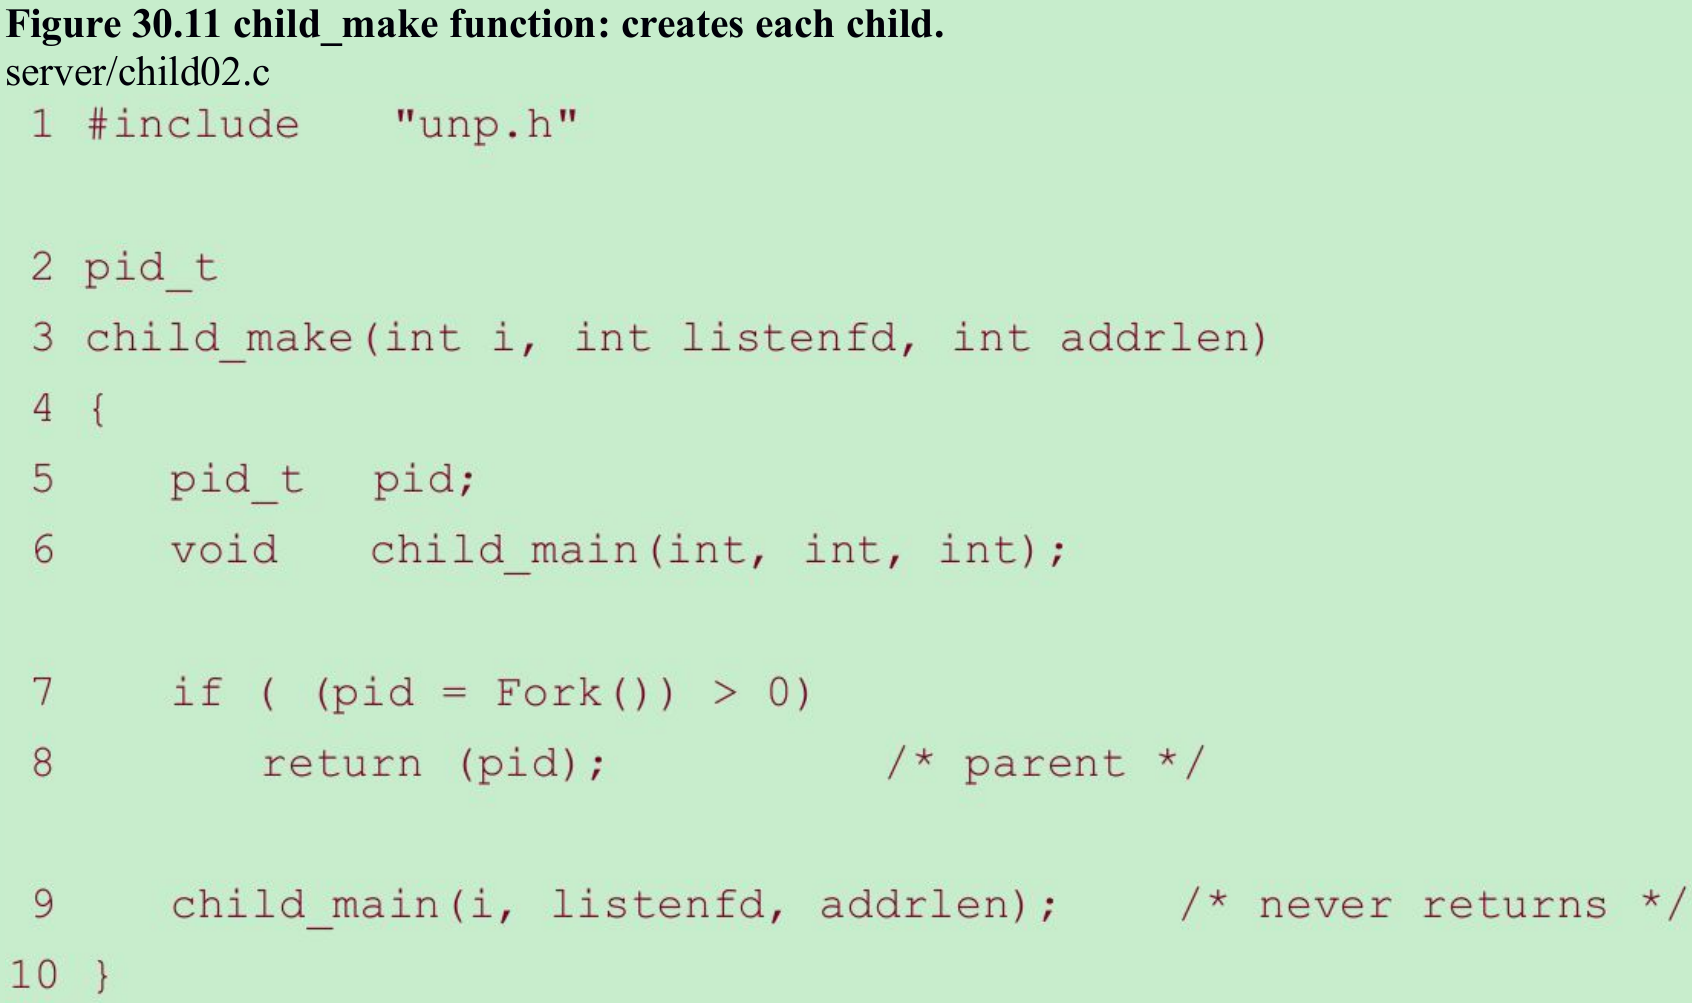 Figure 30.11 child_make function: creates each child.
server/child02.c
1 #include "unp.h"
2 pid_t
3 child_make(int i, int listenfd, int addrlen)
4 {
5 pid_t pid;
6 void child_main(int, int, int);
7 if ( (pid = Fork()) > 0)
8 return (pid); /* parent */
9 child_main(i, listenfd, addrlen); /* never returns */
10 }